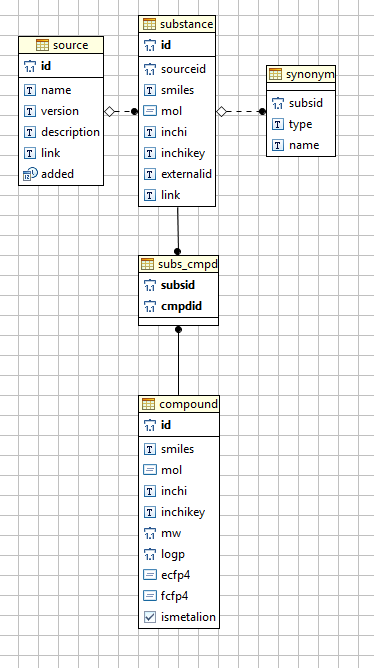 source
id
name
version
description
link
added
substance
id
sourceid
smiles
mol
inchi
inchikey
externalid
link
synonym
subsid
type
name
subs_cmpd
subsid
cmpdid
compound
id
smiles
mol
inchi
inchikey
mw
logp
ecfp4
fcfp4
ismetalion